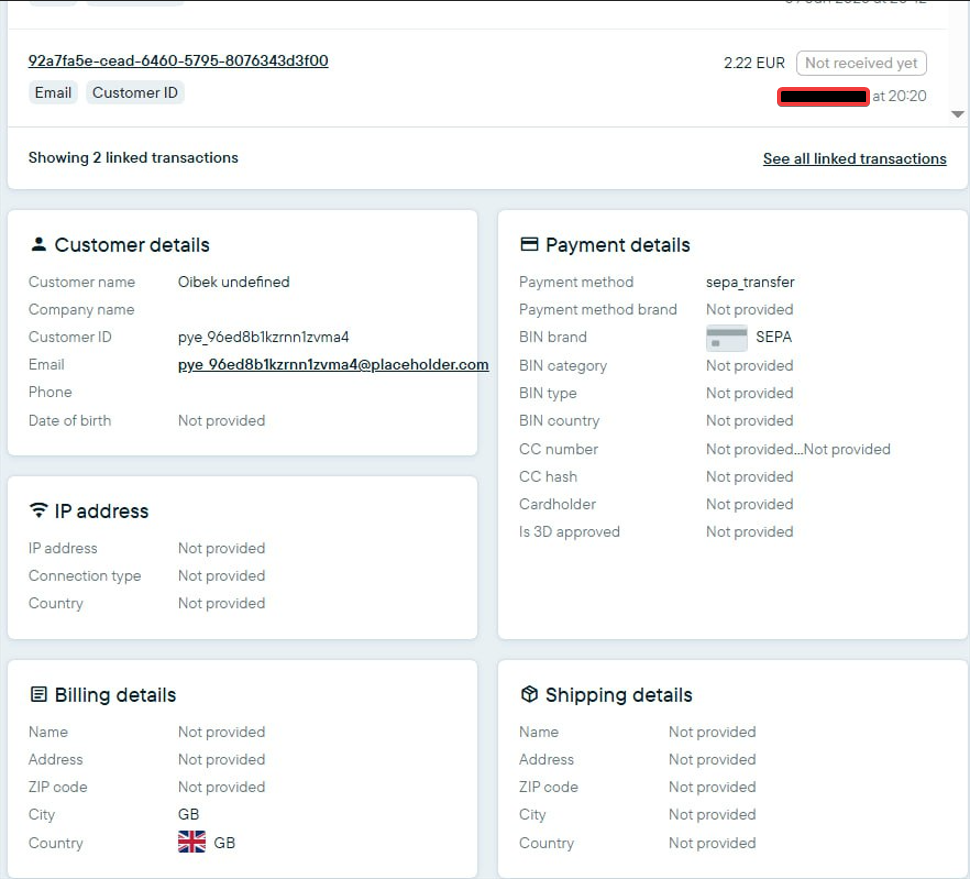 92a7fa5e-cead-6460-5795-8076343d3f00
2.22 EUR Not received yet
Email Customer ID
at 20:20
Showing 2 linked transactions
See all linked transactions
Customer details
Customer name Oibek undefined
Company name
Customer ID pye_96ed8b1kzrnn1zvma4
Email pye_96ed8b1kzrnn1zvma4@placeholder.com
Phone
Date of birth Not provided
Payment details
Payment method sepa_transfer
Payment method brand Not provided
BIN brand SEPA
BIN category Not provided
BIN type Not provided
BIN country Not provided
CC number Not provided...Not provided
CC hash Not provided
Cardholder Not provided
Is 3D approved Not provided
IP address
IP address Not provided
Connection type Not provided
Country Not provided
Billing details
Name Not provided
Address Not provided
ZIP code Not provided
City GB
Country GB
Shipping details
Name Not provided
Address Not provided
ZIP code Not provided
City Not provided
Country Not provided